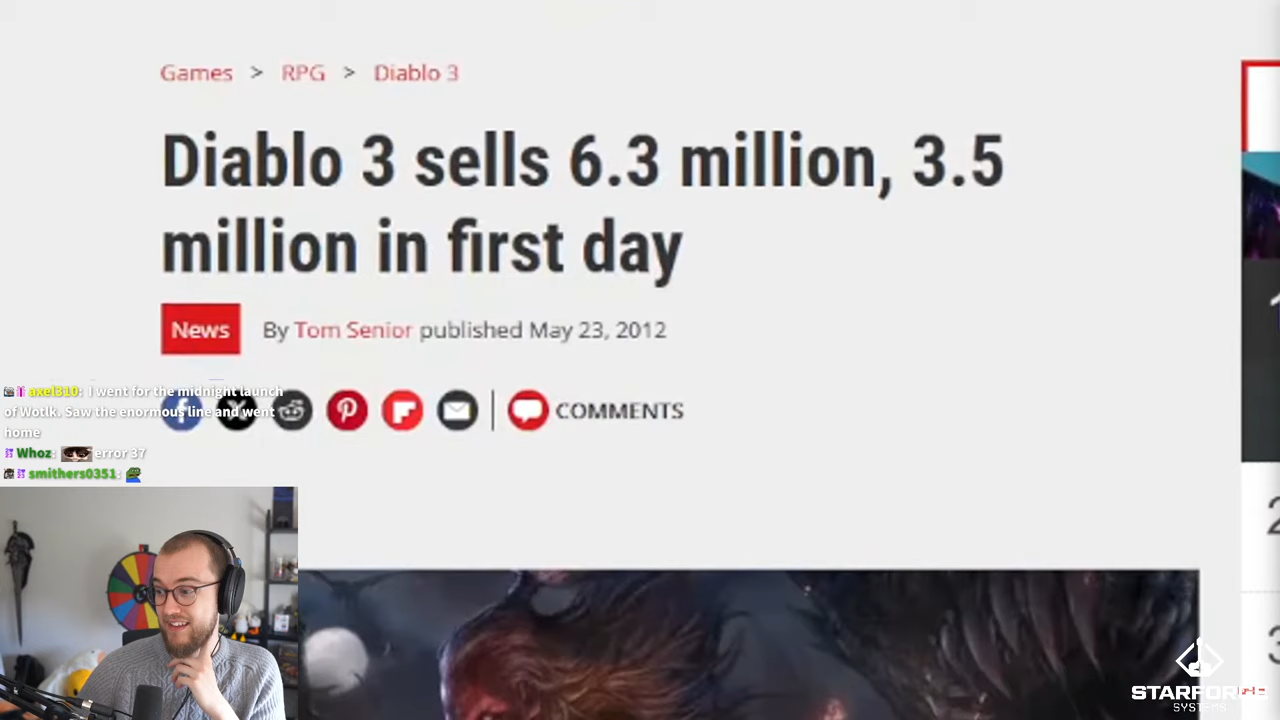 Games > RPG > Diablo 3
Diablo 3 sells 6.3 million, 3.5
million in first day
News By Tom Senior published May 23, 2012
COMMENTS
axel310: I went for the midnight launch
of Wotlk. Saw the enormous line and went
home
Whoz: error 37
smithers0351:
STARFORGE
SYSTEMS